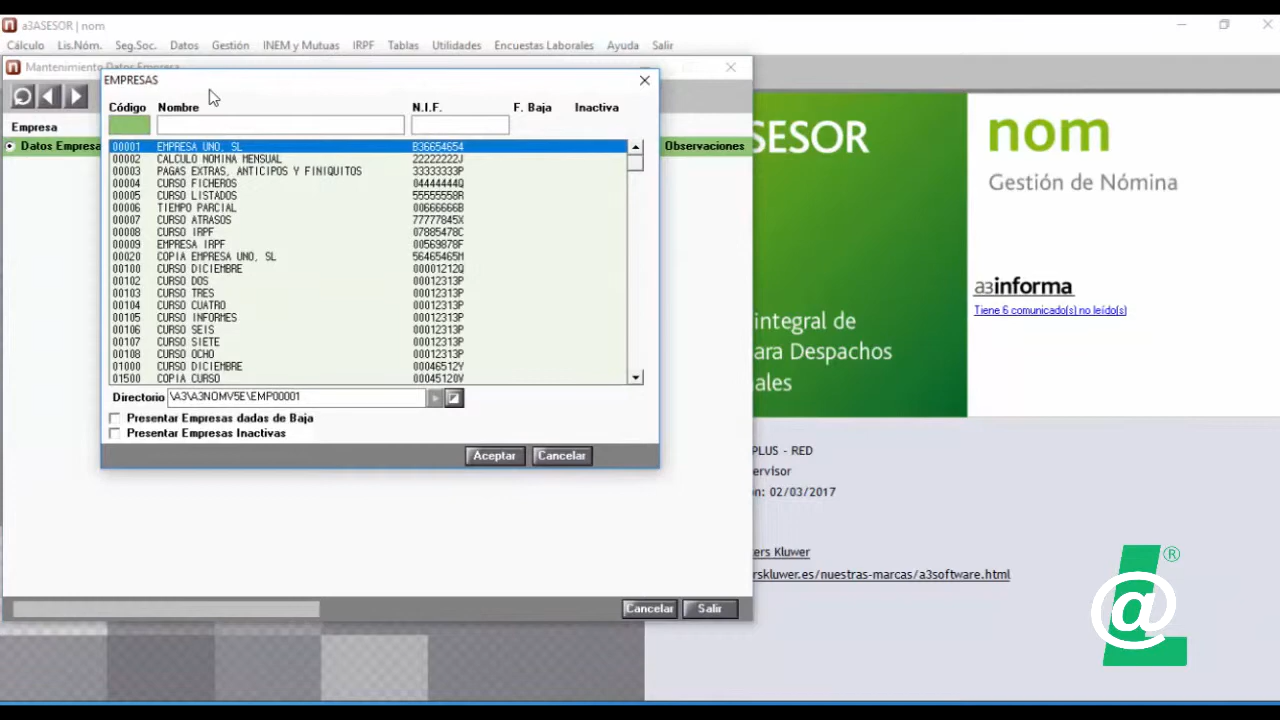 a3ASESOR | nom
Cálculo Lis.Nóm. Seg.Soc. Datos Gestión INEM y Mutuas IRPF Tablas Utilidades Encuestas Laborales Ayuda Salir
Mantenimiento Datos Empresa
EMPRESAS
Código Nombre N.I.F. F. Baja Inactiva
Empresa
Datos Empresa Observaciones
00001 EMPRESA UNO, SL B36654654
00002 CALCULO NOMINA MENSUAL 22222222J
00003 PAGAS EXTRAS, ANTICIPOS Y FINIQUITOS 33333333P
00004 CURSO FICHEROS 04444444Q
00005 CURSO LISTADOS 55555558R
00006 TIEMPO PARCIAL 00666666B
00007 CURSO ATRASOS 77777845X
00008 CURSO IRPF 07885478C
00009 EMPRESA IRPF 00569878F
00020 COPIA EMPRESA UNO, SL 56465465M
00100 CURSO DICIEMBRE 00001212Q
00102 CURSO DOS 00012313P
00103 CURSO TRES 00012313P
00104 CURSO CUATRO 00012313P
00105 CURSO INFORMES 00012313P
00106 CURSO SEIS 00012313P
00107 CURSO SIETE 00012313P
00108 CURSO OCHO 00012313P
01000 CURSO DICIEMBRE 00046512Y
01500 COPIA CURSO 00045120V
Directorio \A3\A3NOMV5E\EMP00001
Presentar Empresas dadas de Baja
Presentar Empresas Inactivas
Aceptar Cancelar
Cancelar Salir
SESOR
integral de
ara Despachos
ales
nom
Gestión de Nómina
a3informa
Tiene 6 comunicado(s) no leído(s)
PLUS - RED
rvisor
n: 02/03/2017
ers Kluwer
rskluwer.es/nuestras-marcas/a3software.html
L@®